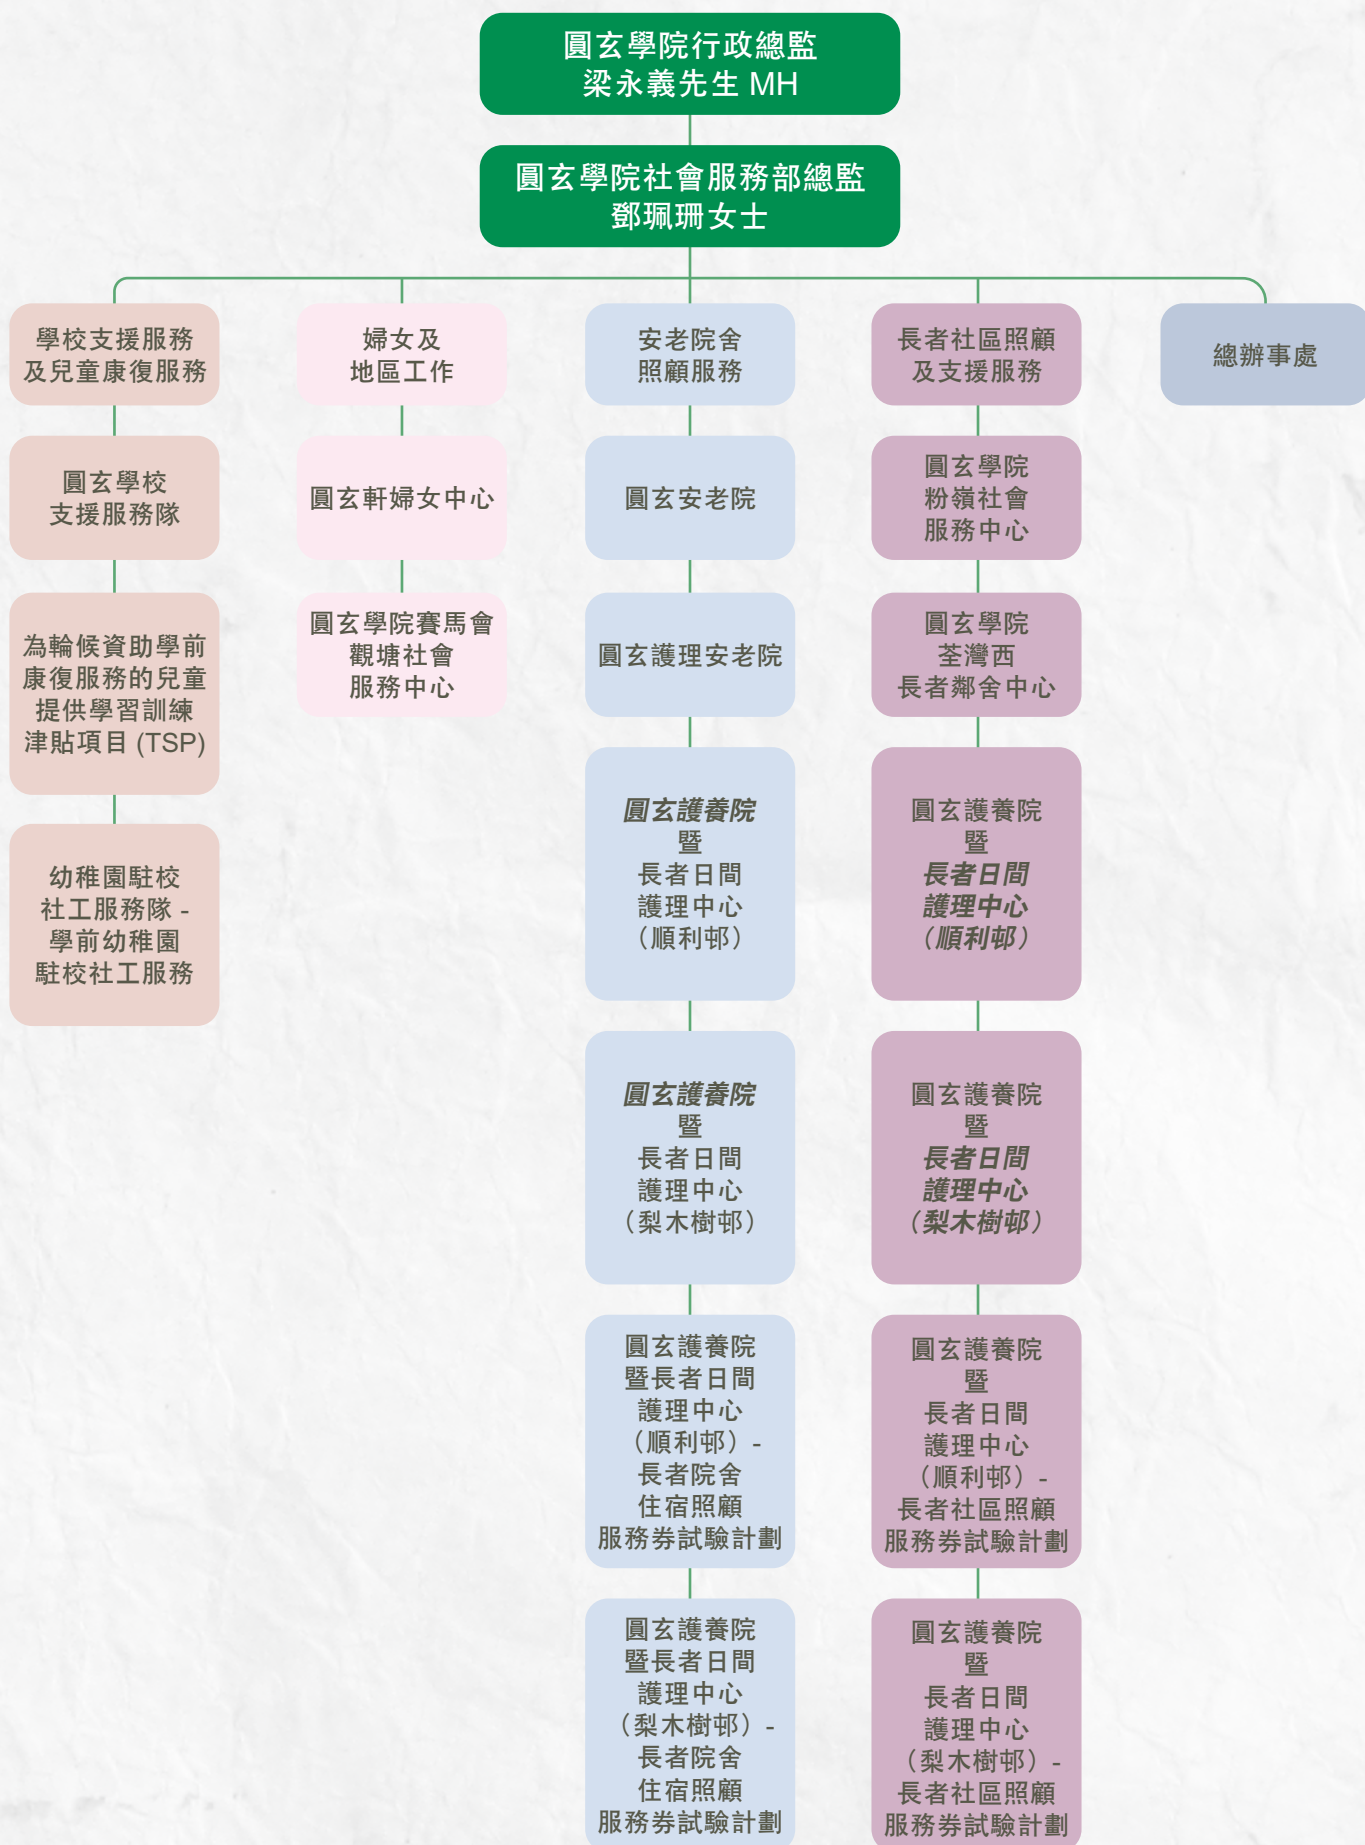 圓玄學院行政總監
梁永義先生 MH
圓玄學院社會服務部總監
鄧珮珊女士
學校支援服務
及兒童康復服務
圓玄學校
支援服務隊
為輪候資助學前
康復服務的兒童
提供學習訓練
津貼項目 (TSP)
幼稚園駐校
社工服務隊 -
學前幼稚園
駐校社工服務
婦女及
地區工作
圓玄軒婦女中心
圓玄學院賽馬會
觀塘社會
服務中心
安老院舍
照顧服務
圓玄安老院
圓玄護理安老院
圓玄護養院
暨
長者日間
護理中心
（順利邨）
圓玄護養院
暨
長者日間
護理中心
（梨木樹邨）
圓玄護養院
暨長者日間
護理中心
（順利邨）-
長者院舍
住宿照顧
服務券試驗計劃
圓玄護養院
暨長者日間
護理中心
（梨木樹邨）-
長者院舍
住宿照顧
服務券試驗計劃
長者社區照顧
及支援服務
圓玄學院
粉嶺社會
服務中心
圓玄學院
荃灣西
長者鄰舍中心
圓玄護養院
暨
長者日間
護理中心
（順利邨）
圓玄護養院
暨
長者日間
護理中心
（梨木樹邨）
圓玄護養院
暨
長者日間
護理中心
（順利邨）-
長者社區照顧
服務券試驗計劃
圓玄護養院
暨
長者日間
護理中心
（梨木樹邨）-
長者社區照顧
服務券試驗計劃
總辦事處